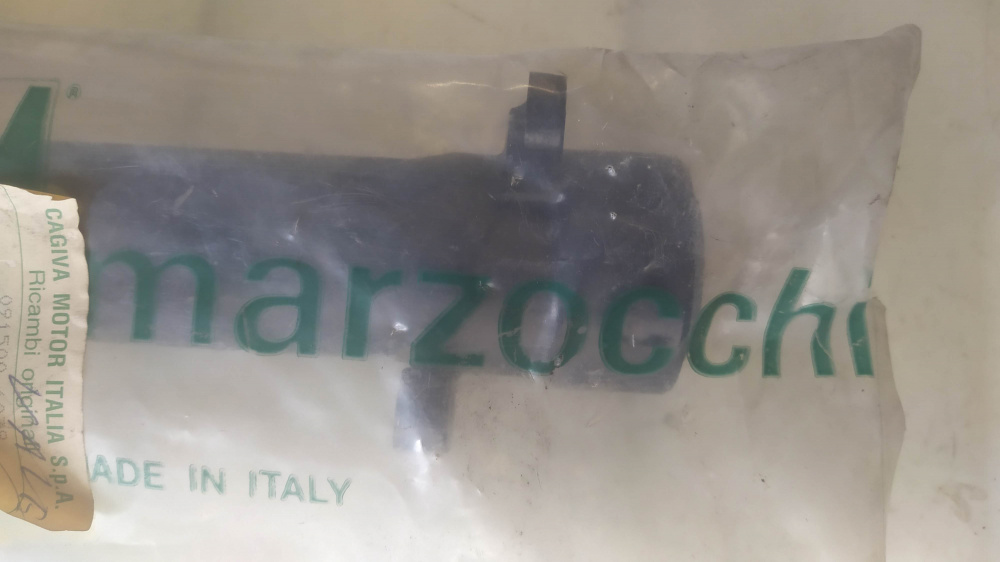 ®
marzocchi
ADE IN ITALY
CAGIVA MOTOR ITALIA S.p.A.
Ricambi originali